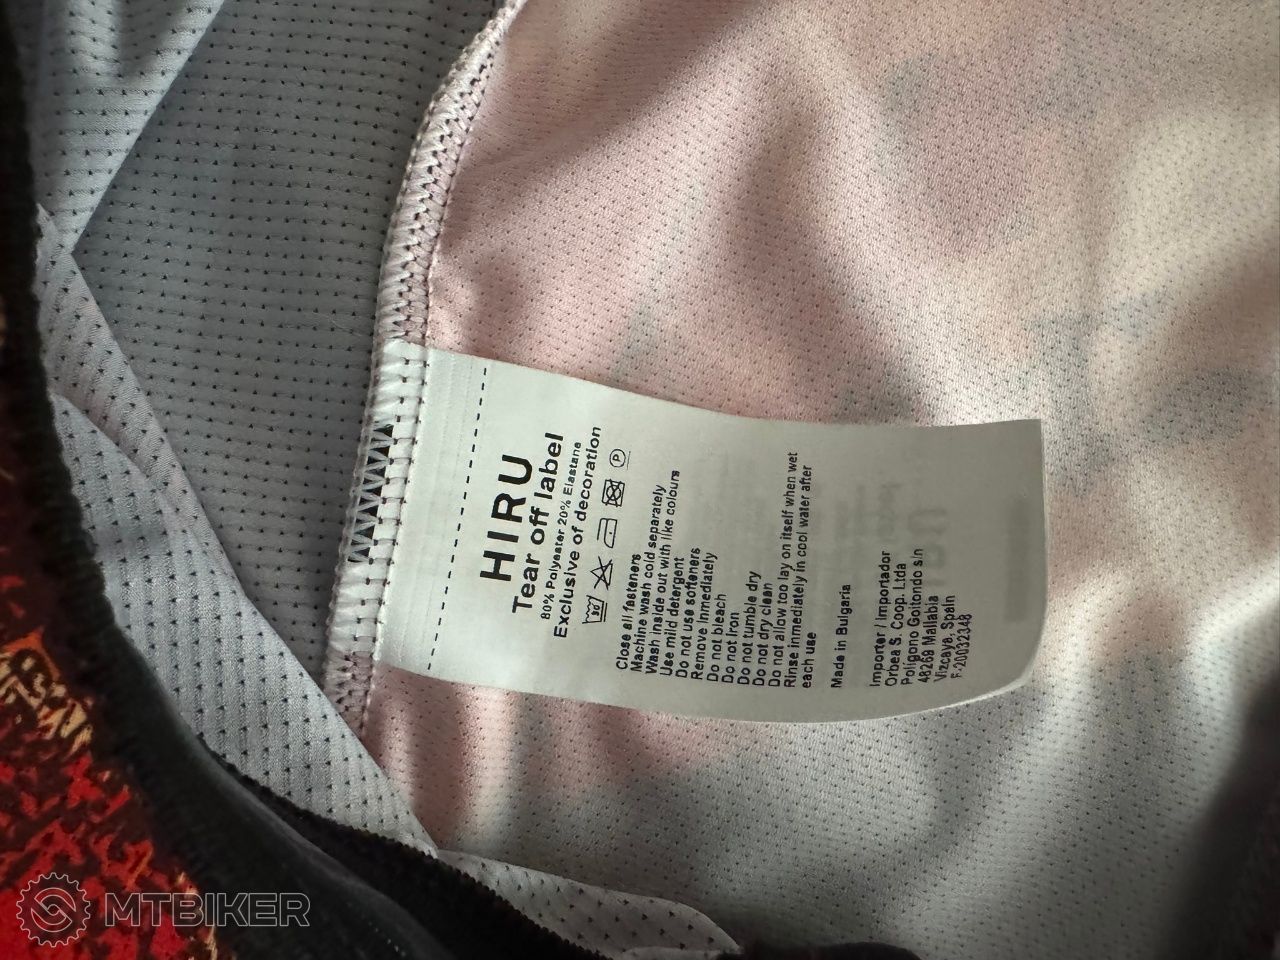 HIRU
Tear off label
80% Polyester 20% Elastane
Exclusive of decoration
30
P
Close all fasteners
Machine wash cold separately
Wash inside out with like colours
Use mild detergent
Do not use softeners
Remove Inmediately
Do not bleach
Do not Iron
Do not tumble dry
Do not dry clean
Do not allow too lay on itself when wet
Rinse inmediately in cool water after
each use
Made in Bulgaria
Importer / Importador
Orbea S. Coop. Ltda
Polígono Goitondo s/n
48269 Mallabia
Vizcaya, Spain
F-20032348
MTBIKER